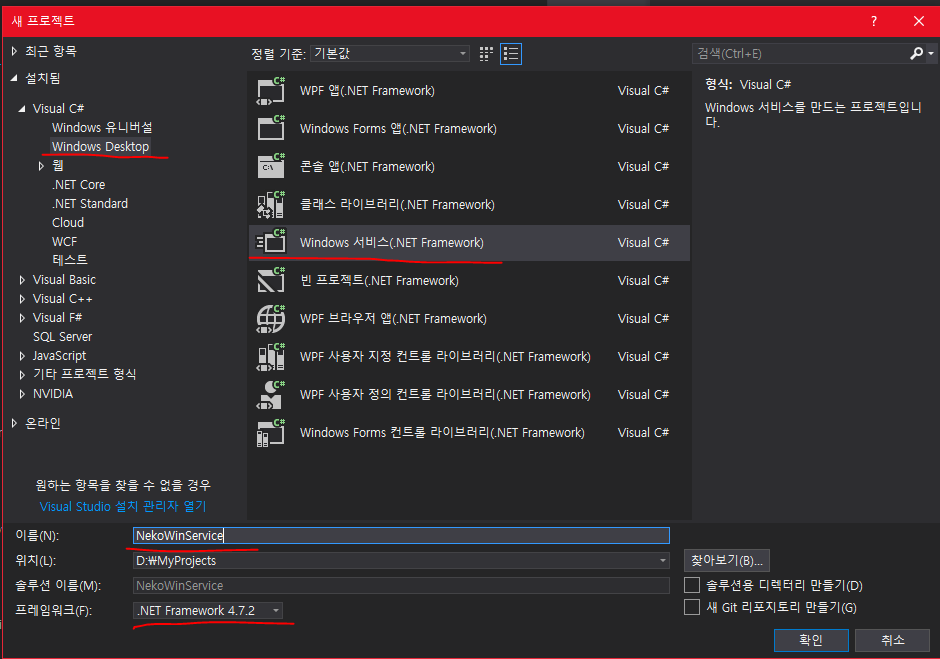 새 프로젝트
?
최근 항목
설치됨
Visual C#
Windows 유니버설
Windows Desktop
웹
.NET Core
.NET Standard
Cloud
WCF
테스트
Visual Basic
Visual C++
Visual F#
SQL Server
JavaScript
기타 프로젝트 형식
NVIDIA
온라인
원하는 항목을 찾을 수 없을 경우
Visual Studio 설치 관리자 열기
정렬 기준: 기본값
WPF 앱(.NET Framework) Visual C#
Windows Forms 앱(.NET Framework) Visual C#
콘솔 앱(.NET Framework) Visual C#
클래스 라이브러리(.NET Framework) Visual C#
Windows 서비스(.NET Framework) Visual C#
빈 프로젝트(.NET Framework) Visual C#
WPF 브라우저 앱(.NET Framework) Visual C#
WPF 사용자 지정 컨트롤 라이브러리(.NET Framework) Visual C#
WPF 사용자 정의 컨트롤 라이브러리(.NET Framework) Visual C#
Windows Forms 컨트롤 라이브러리(.NET Framework) Visual C#
검색(Ctrl+E)
형식: Visual C#
Windows 서비스를 만드는 프로젝트입니
다.
이름(N): NekoWinService
위치(L): D:₩MyProjects 찾아보기(B)...
솔루션 이름(M): NekoWinService 솔루션용 디렉터리 만들기(D)
프레임워크(F): .NET Framework 4.7.2 새 Git 리포지토리 만들기(G)
확인 취소